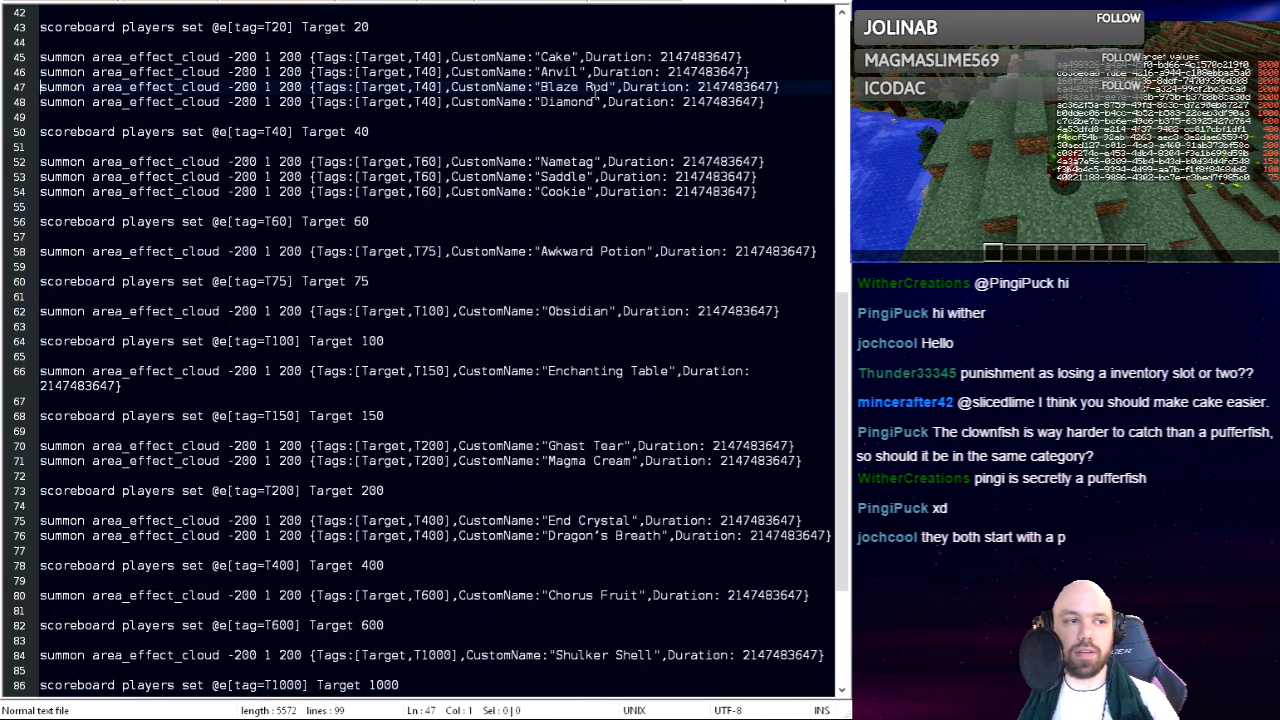 42
43 scoreboard players set @e[tag=T20] Target 20
44
45 summon area_effect_cloud -200 1 200 {Tags:[Target,T40],CustomName:"Cake",Duration: 2147483647}
46 summon area_effect_cloud -200 1 200 {Tags:[Target,T40],CustomName:"Anvil",Duration: 2147483647}
47 summon area_effect_cloud -200 1 200 {Tags:[Target,T40],CustomName:"Blaze Rod",Duration: 2147483647}
48 summon area_effect_cloud -200 1 200 {Tags:[Target,T40],CustomName:"Diamond",Duration: 2147483647}
49
50 scoreboard players set @e[tag=T40] Target 40
51
52 summon area_effect_cloud -200 1 200 {Tags:[Target,T60],CustomName:"Nametag",Duration: 2147483647}
53 summon area_effect_cloud -200 1 200 {Tags:[Target,T60],CustomName:"Saddle",Duration: 2147483647}
54 summon area_effect_cloud -200 1 200 {Tags:[Target,T60],CustomName:"Cookie",Duration: 2147483647}
55
56 scoreboard players set @e[tag=T60] Target 60
57
58 summon area_effect_cloud -200 1 200 {Tags:[Target,T75],CustomName:"Awkward Potion",Duration: 2147483647}
59
60 scoreboard players set @e[tag=T75] Target 75
61
62 summon area_effect_cloud -200 1 200 {Tags:[Target,T100],CustomName:"Obsidian",Duration: 2147483647}
63
64 scoreboard players set @e[tag=T100] Target 100
65
66 summon area_effect_cloud -200 1 200 {Tags:[Target,T150],CustomName:"Enchanting Table",Duration:
2147483647}
67
68 scoreboard players set @e[tag=T150] Target 150
69
70 summon area_effect_cloud -200 1 200 {Tags:[Target,T200],CustomName:"Ghast Tear",Duration: 2147483647}
71 summon area_effect_cloud -200 1 200 {Tags:[Target,T200],CustomName:"Magma Cream",Duration: 2147483647}
72
73 scoreboard players set @e[tag=T200] Target 200
74
75 summon area_effect_cloud -200 1 200 {Tags:[Target,T400],CustomName:"End Crystal",Duration: 2147483647}
76 summon area_effect_cloud -200 1 200 {Tags:[Target,T400],CustomName:"Dragon's Breath",Duration: 2147483647}
77
78 scoreboard players set @e[tag=T400] Target 400
79
80 summon area_effect_cloud -200 1 200 {Tags:[Target,T600],CustomName:"Chorus Fruit",Duration: 2147483647}
81
82 scoreboard players set @e[tag=T600] Target 600
83
84 summon area_effect_cloud -200 1 200 {Tags:[Target,T1000],CustomName:"Shulker Shell",Duration: 2147483647}
85
86 scoreboard players set @e[tag=T1000] Target 1000
Normal text file length : 5572 lines : 99 Ln : 47 Col : 1 Sel : 0 | 0 UNIX UTF-8 INS
JOLINAB FOLLOW
MAGMASLIME569 FOLLOW
ICODAC FOLLOW
values
WitherCreations @PingiPuck hi
PingiPuck hi wither
jochcool Hello
Thunder33345 punishment as losing a inventory slot or two??
mincerafter42 @slicedlime I think you should make cake easier.
PingiPuck The clownfish is way harder to catch than a pufferfish,
so should it be in the same category?
WitherCreations pingi is secretly a pufferfish
PingiPuck xd
jochcool they both start with a p